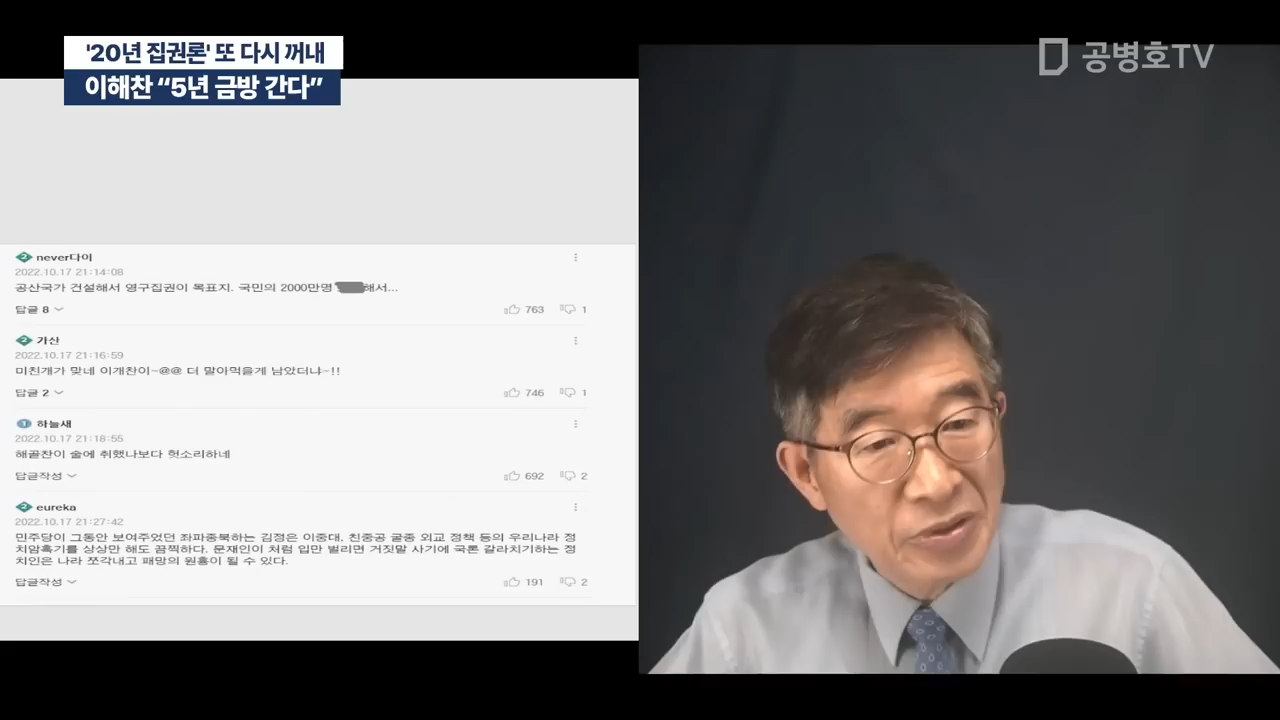 '20년 집권론' 또 다시 꺼내
이해찬 “5년 금방 간다”
공병호TV
2 never다이
2022.10.17 21:14:08
공산국가 건설해서 영구집권이 목표지. 국민의 2000만명 해서...
답글 8
763 1
2 가산
2022.10.17 21:16:59
미친개가 맞네 이개찬이~@@ 더 말아먹을게 남았더냐~!!
답글 2
746 1
1 하늘새
2022.10.17 21:18:55
해골찬이 술에 취했나보다 헛소리하네
답글작성
692 2
2 eureka
2022.10.17 21:27:42
민주당이 그동안 보여주었던 좌파종북하는 김정은 이중대, 친중공 굴종 외교 정책 등의 우리나라 정
치암흑기를 상상만 해도 끔찍하다. 문재인이 처럼 입만 벌리면 거짓말 사기에 국론 갈라치기하는 정
치인은 나라 쪼각내고 패망의 원흉이 될 수 있다.
답글작성
191 2